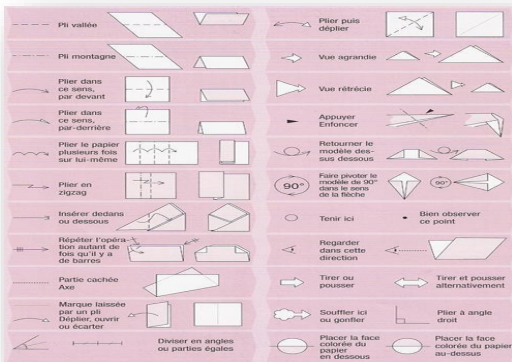 Pli vallée
Pli montagne
Plier dans
ce sens,
par devant
Plier dans
ce sens,
par-derrière
Plier le papier
plusieurs fois
sur lui-même
Plier en
zigzag
Insérer dedans
ou dessous
Répéter l'opéra-
tion autant de
fois qu'il y a
de barres
Partie cachée
Axe
Marque laissée
par un pli
Déplier, ouvrir
ou écarter
Diviser en angles
ou parties égales
Plier puis
déplier
Vue agrandie
Vue rétrécie
Appuyer
Enfoncer
Retourner le
modèle des-
sus dessous
90°
Faire pivoter le
modèle de 90°
dans le sens
de la flèche
90°
Tenir ici
Bien observer
ce point
Regarder
dans cette
direction
Tirer ou
pousser
Tirer et pousser
alternativement
Souffler ici
ou gonfler
Plier à angle
droit
Placer la face
colorée du
papier
en dessous
Placer la face
colorée du papier
au-dessus